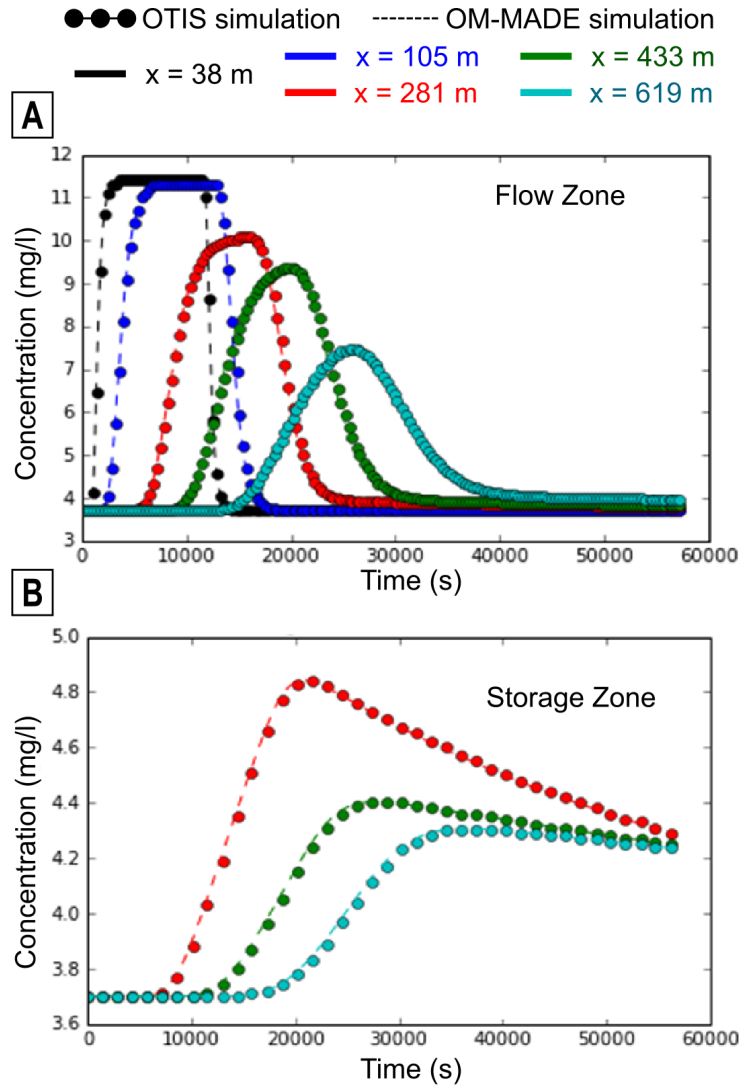 OTIS simulation OM-MADE simulation
x = 38 m x = 105 m x = 433 m
x = 281 m x = 619 m
A
12
11
10
9
8
7
6
5
4
3
Concentration (mg/l)
Flow Zone
0 10000 20000 30000 40000 50000 60000
Time (s)
B
5.0
4.8
4.6
4.4
4.2
4.0
3.8
3.6
Concentration (mg/l)
Storage Zone
0 10000 20000 30000 40000 50000 60000
Time (s)